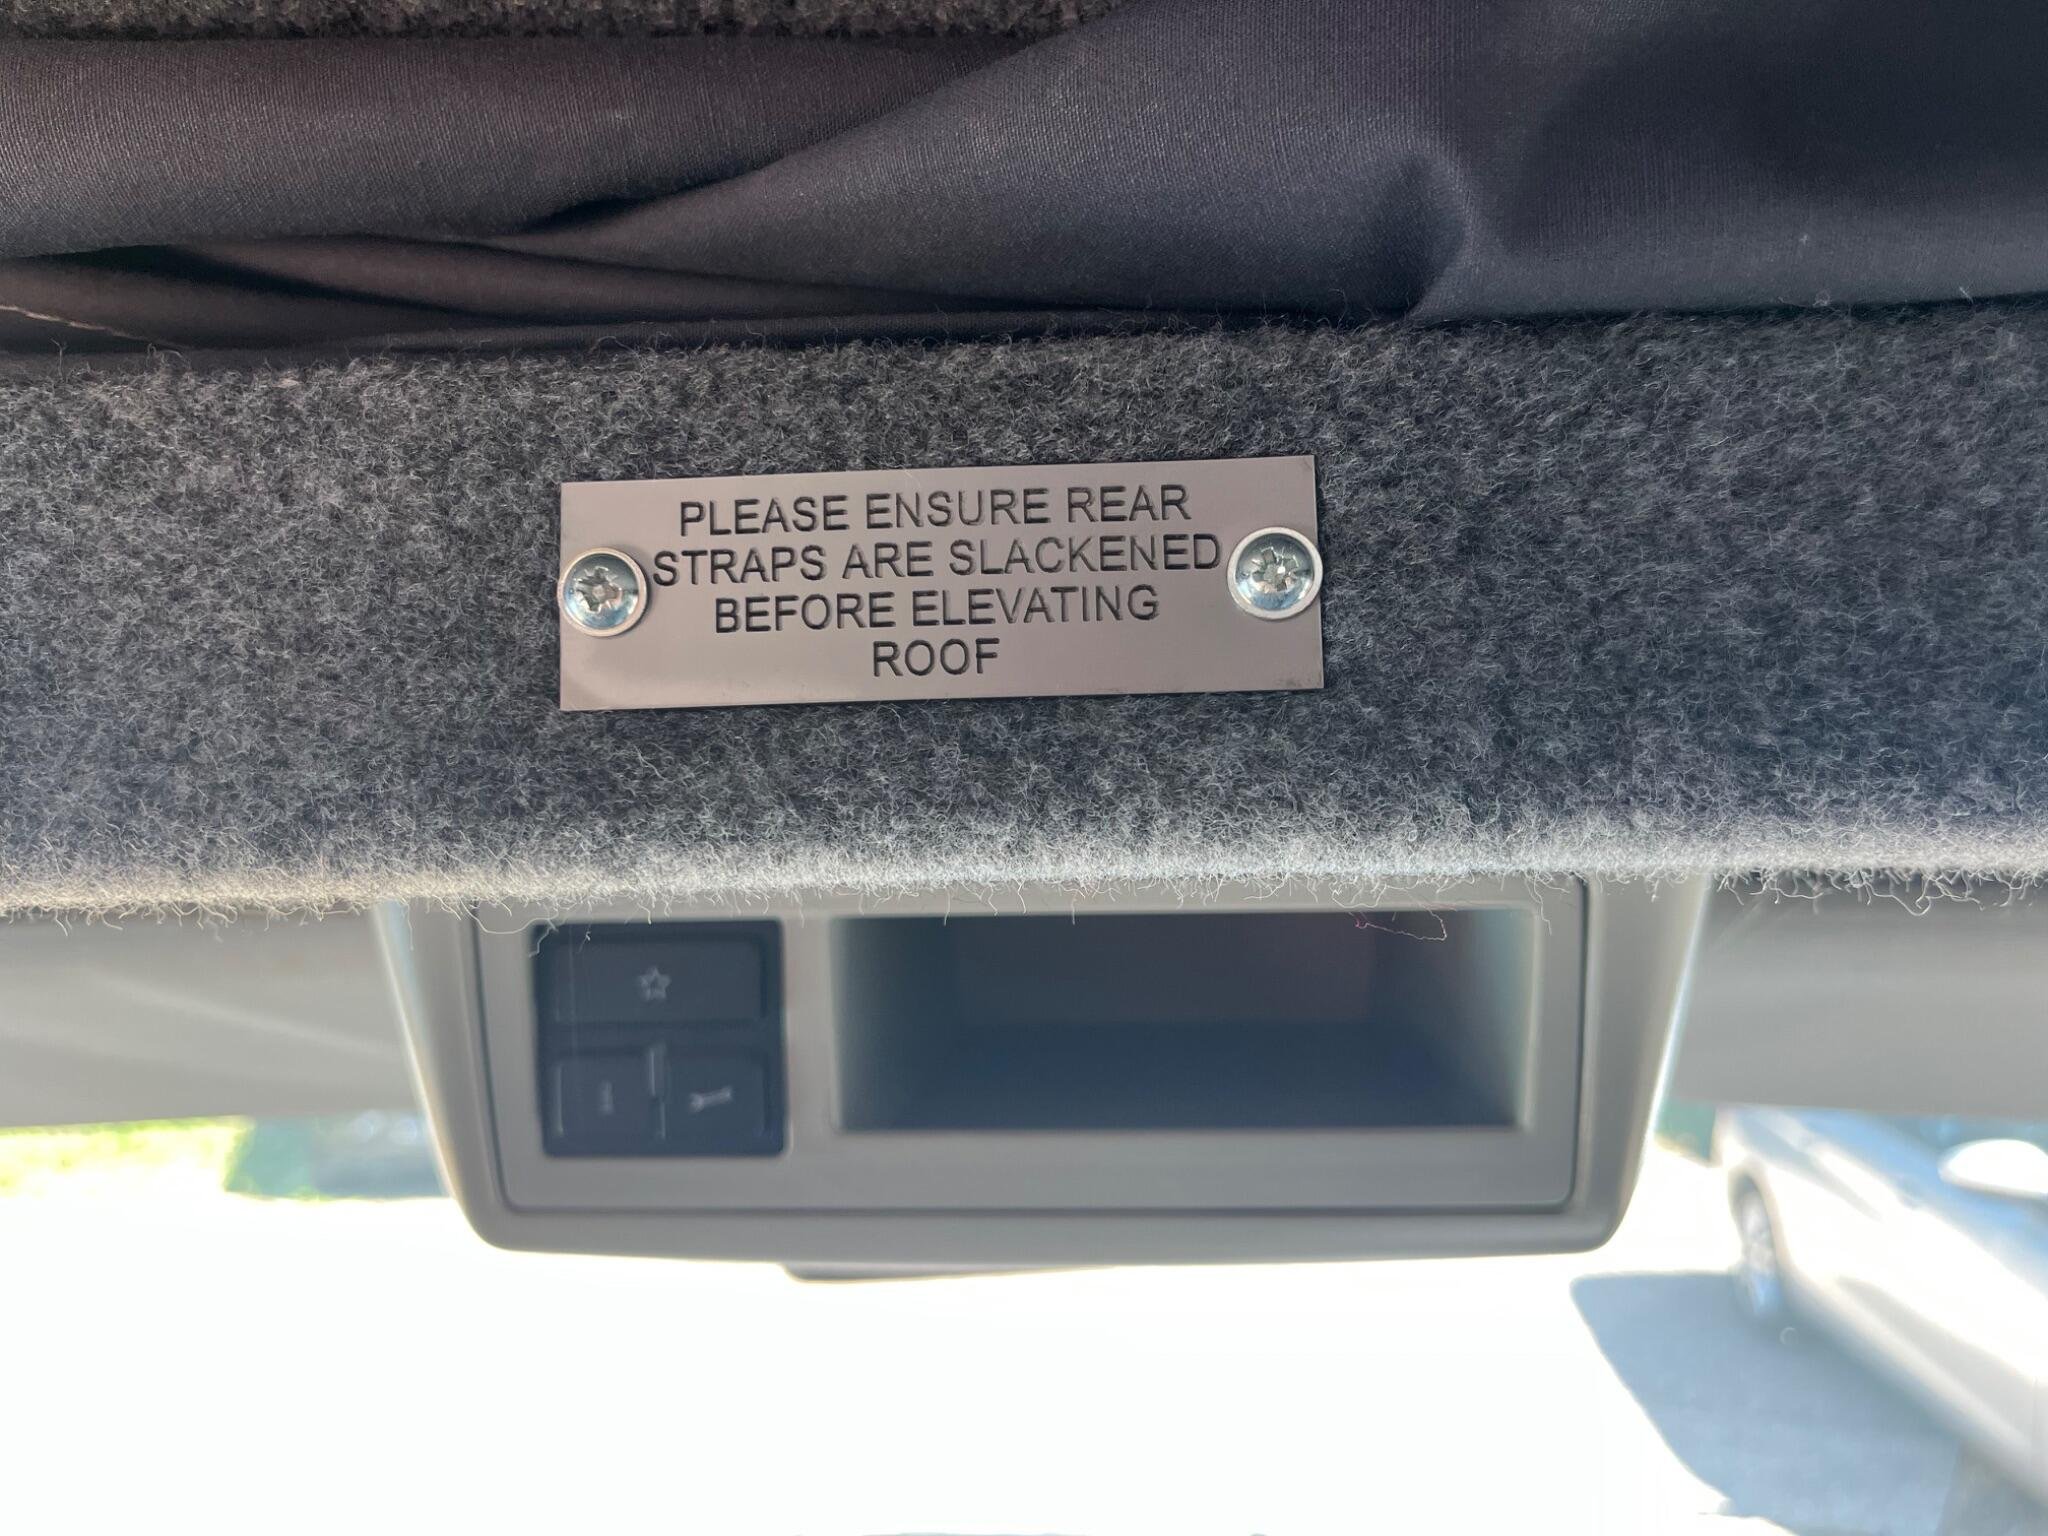 PLEASE ENSURE REAR
STRAPS ARE SLACKENED
BEFORE ELEVATING
ROOF